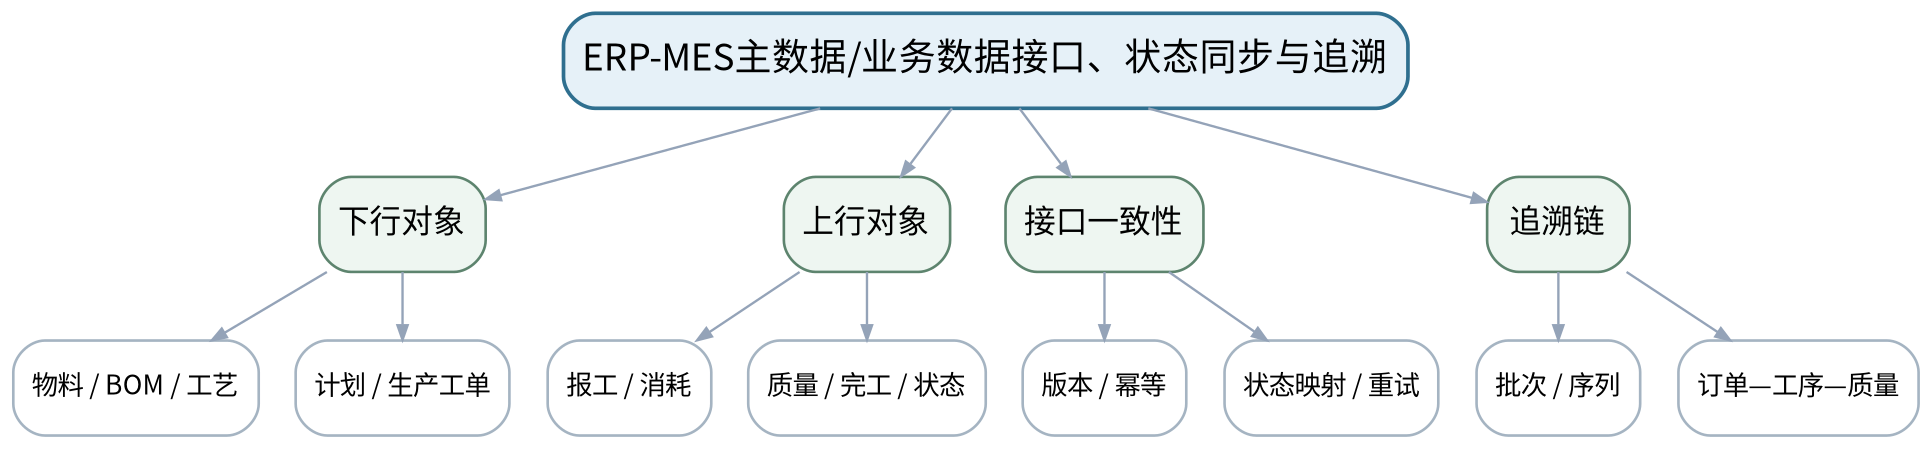 ERP-MES主数据/业务数据接口、状态同步与追溯
下行对象
上行对象
接口一致性
追溯链
物料 / BOM / 工艺
计划 / 生产工单
报工 / 消耗
质量 / 完工 / 状态
版本 / 幂等
状态映射 / 重试
批次 / 序列
订单—工序—质量